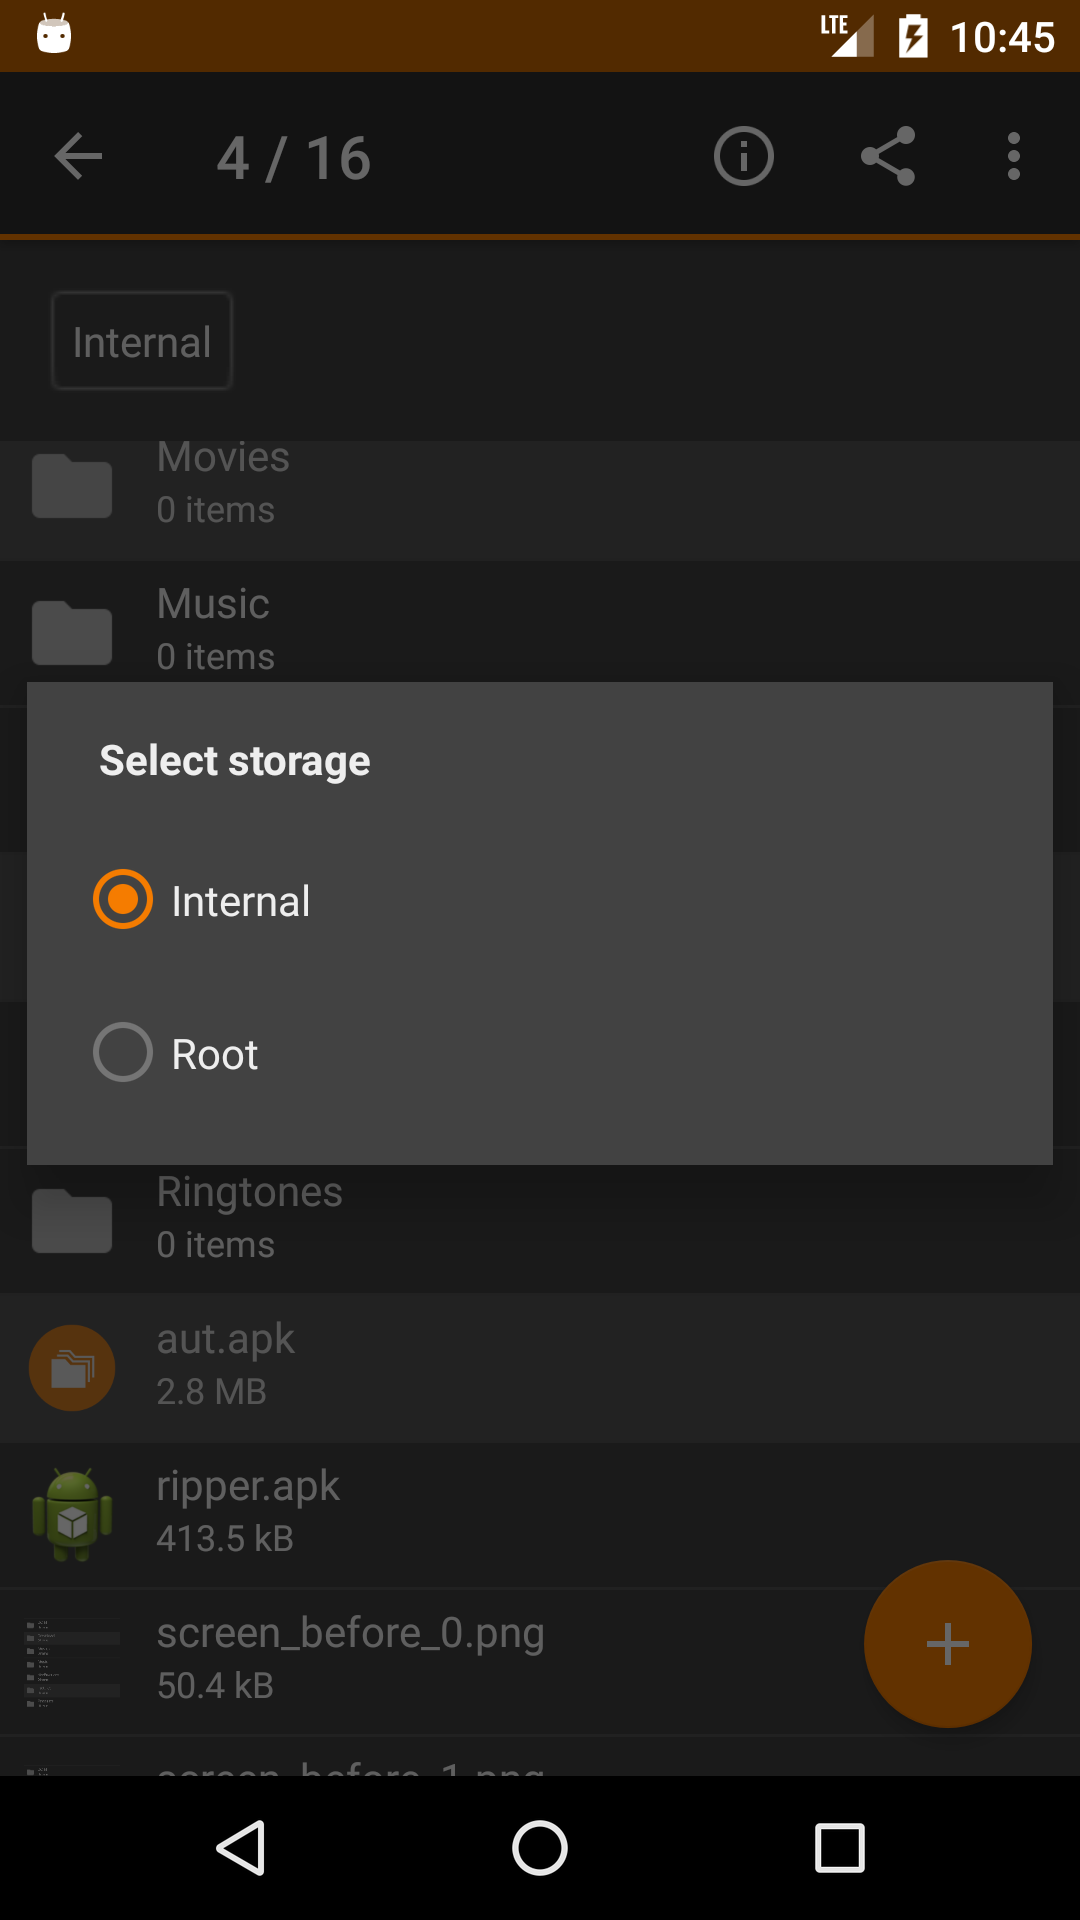 LTE 10:45
4 / 16
Internal
Movies
0 items
Music
0 items
Select storage
Internal
Root
Ringtones
0 items
aut.apk
2.8 MB
ripper.apk
413.5 kB
screen_before_0.png
50.4 kB
screen_before_1.png